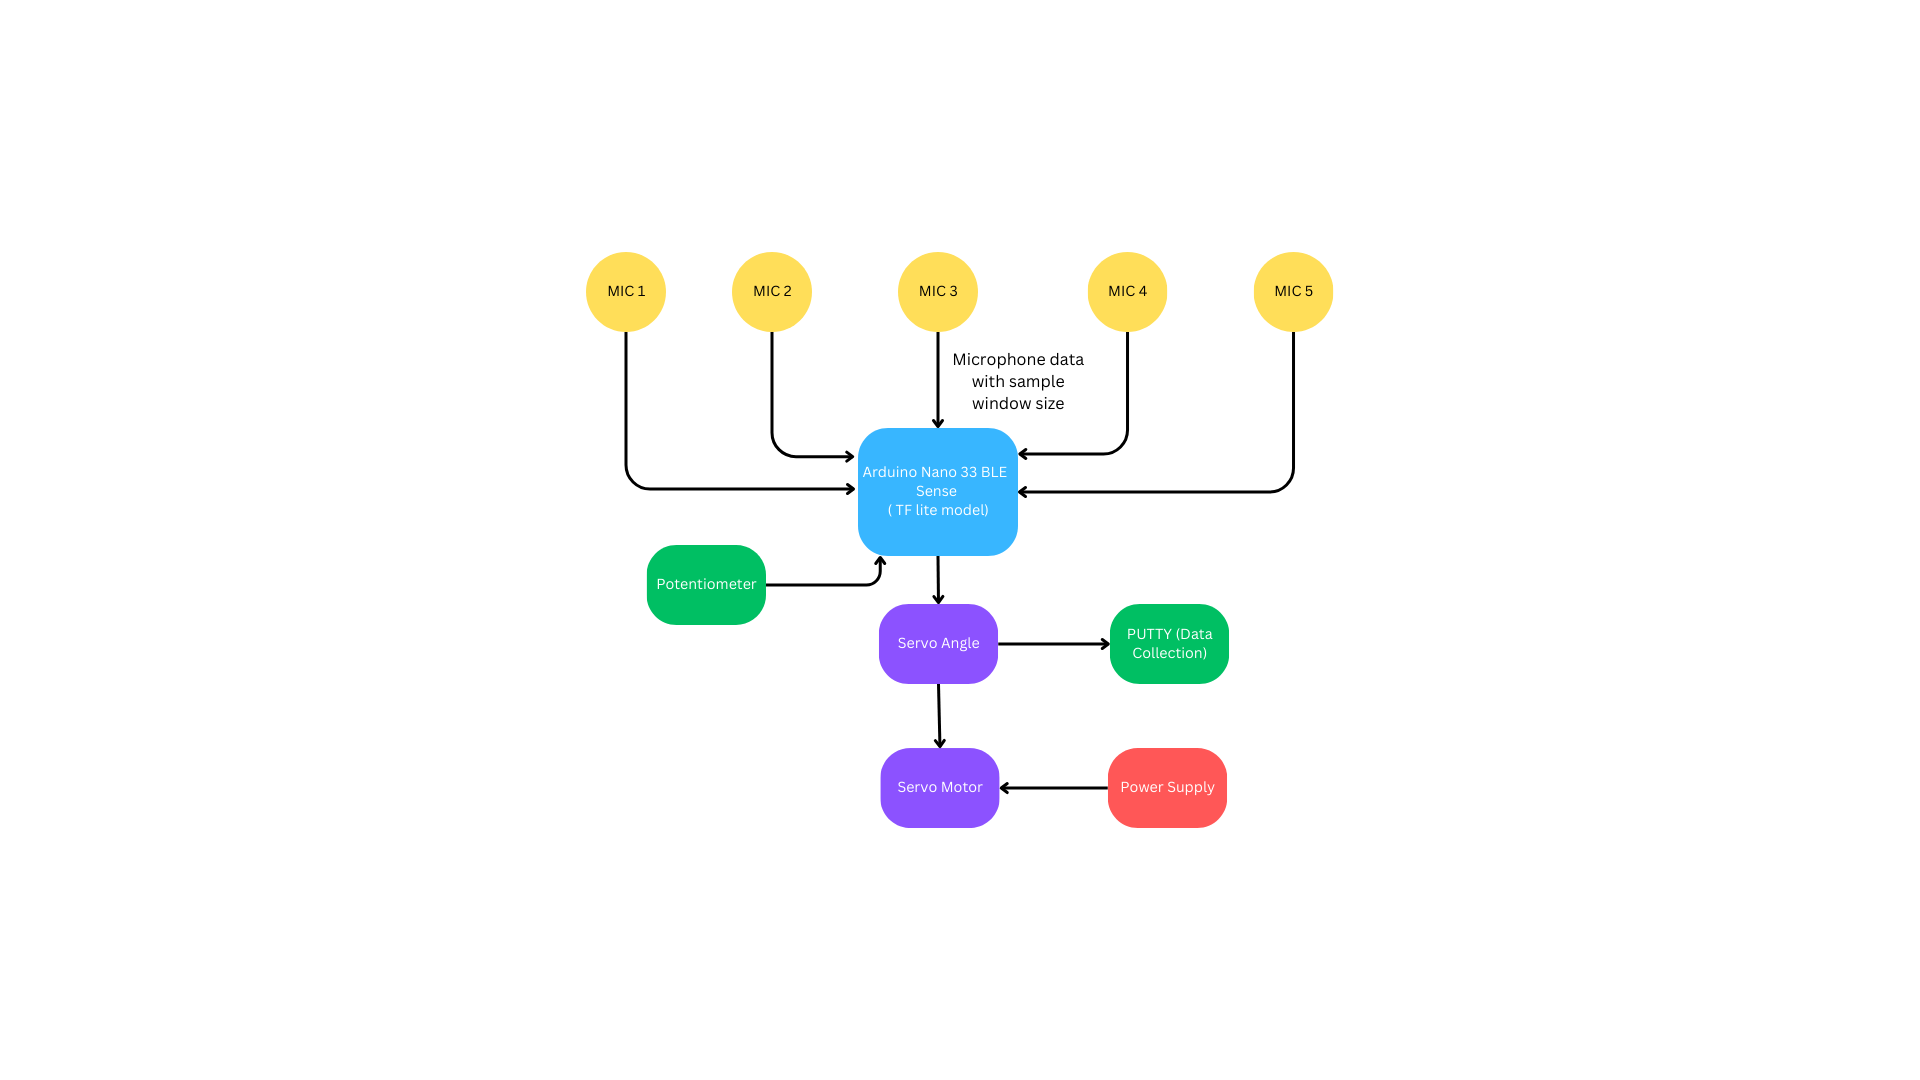 MIC 1
MIC 2
MIC 3
MIC 4
MIC 5
Microphone data
with sample
window size
Arduino Nano 33 BLE
Sense
( TF lite model)
Potentiometer
Servo Angle
PUTTY (Data
Collection)
Servo Motor
Power Supply